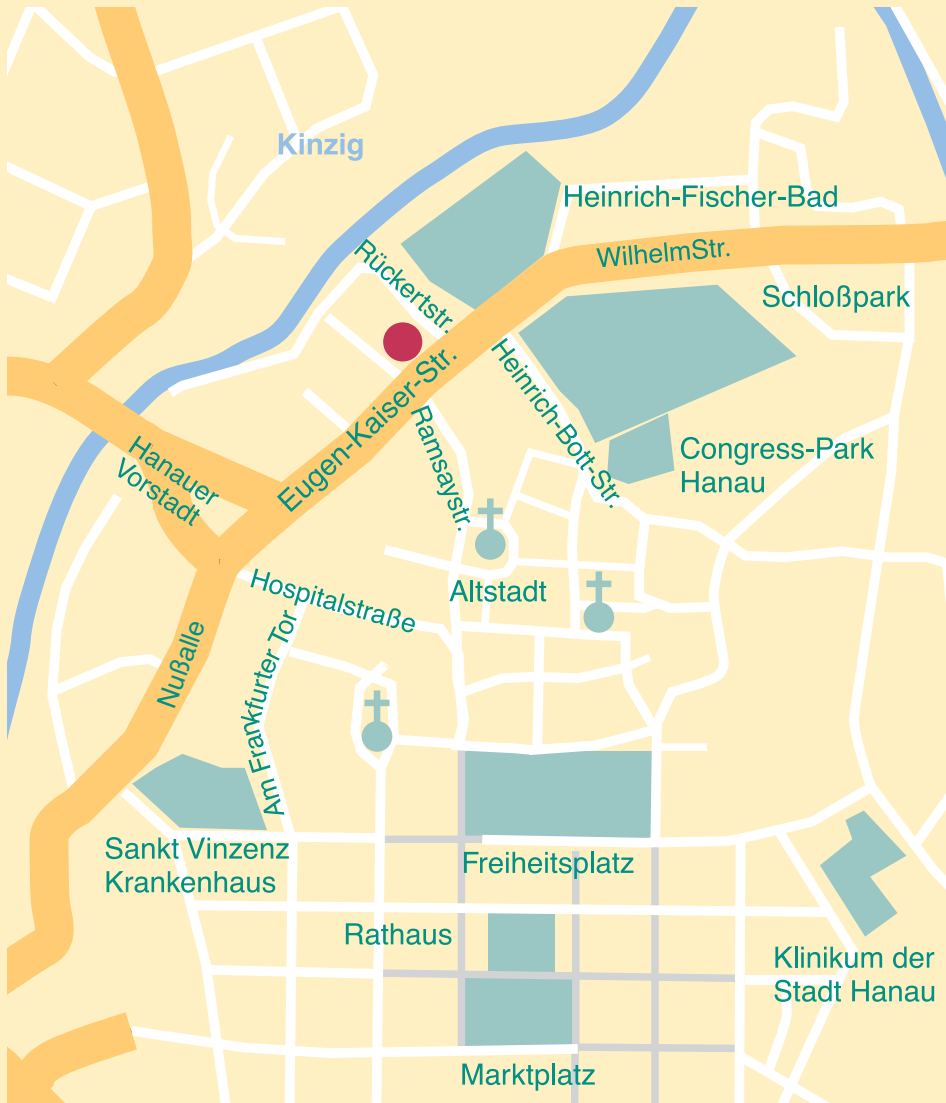 Kinzig
Heinrich-Fischer-Bad
WilhelmStr.
Rückertstr.
Schloßpark
Eugen-Kaiser-Str.
Heinrich-Bott-Str.
Ramsaystr.
Hanauer
Vorstadt
Congress-Park
Hanau
Hospitalstraße
Altstadt
Nußalle
Am Frankfurter Tor
Sankt Vinzenz
Krankenhaus
Freiheitsplatz
Rathaus
Klinikum der
Stadt Hanau
Marktplatz